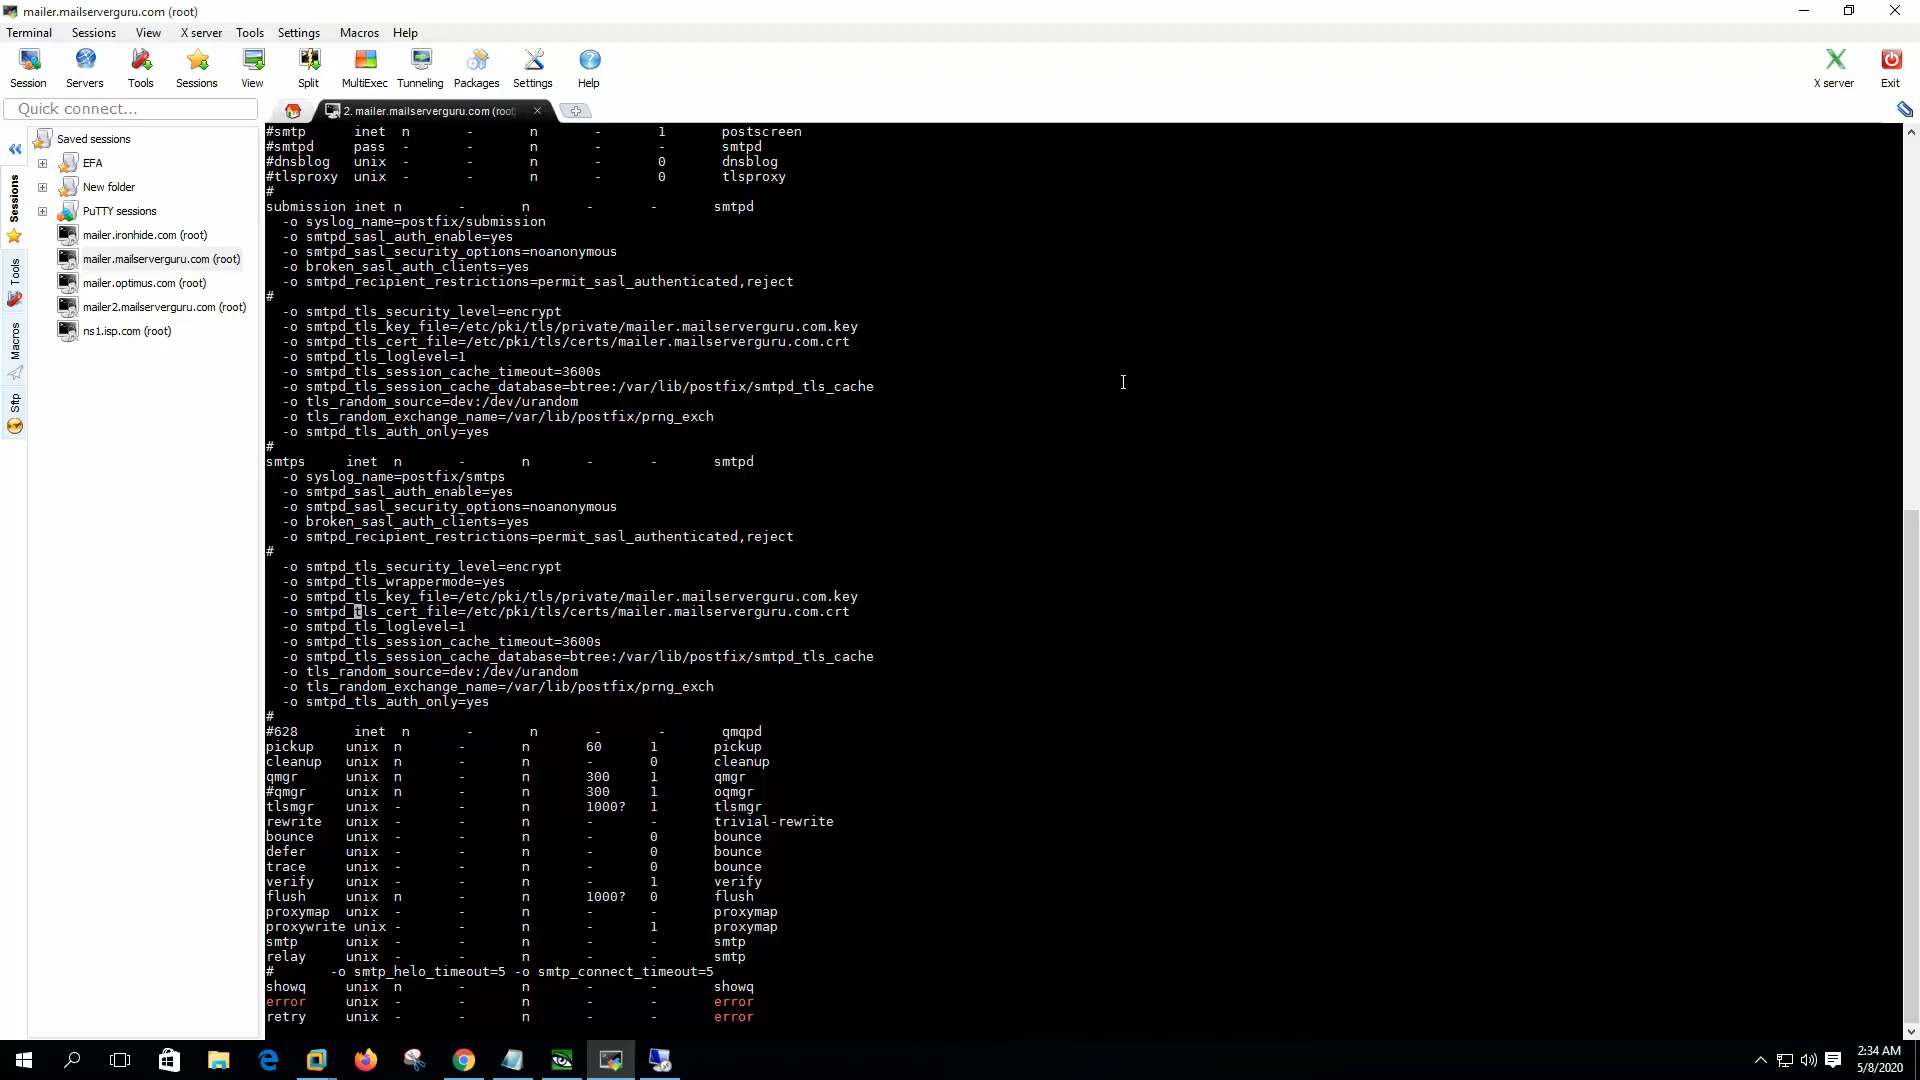 mailer.mailserverguru.com (root)
Terminal Sessions View X server Tools Settings Macros Help
Session Servers Tools Sessions View Split MultiExec Tunneling Packages Settings Help X server Exit
Quick connect...
2. mailer.mailserverguru.com (root
Saved sessions
EFA
New folder
PuTTY sessions
mailer.ironhide.com (root)
mailer.mailserverguru.com (root)
mailer.optimus.com (root)
mailer2.mailserverguru.com (root)
ns1.isp.com (root)
Sessions
Tools
Macros
Sftp
#smtp inet n - n - 1 postscreen
#smtpd pass - - n - - smtpd
#dnsblog unix - - n - 0 dnsblog
#tlsproxy unix - - n - 0 tlsproxy
#
submission inet n - n - - smtpd
-o syslog_name=postfix/submission
-o smtpd_sasl_auth_enable=yes
-o smtpd_sasl_security_options=noanonymous
-o broken_sasl_auth_clients=yes
-o smtpd_recipient_restrictions=permit_sasl_authenticated,reject
#
-o smtpd_tls_security_level=encrypt
-o smtpd_tls_key_file=/etc/pki/tls/private/mailer.mailserverguru.com.key
-o smtpd_tls_cert_file=/etc/pki/tls/certs/mailer.mailserverguru.com.crt
-o smtpd_tls_loglevel=1
-o smtpd_tls_session_cache_timeout=3600s
-o smtpd_tls_session_cache_database=btree:/var/lib/postfix/smtpd_tls_cache
-o tls_random_source=dev:/dev/urandom
-o tls_random_exchange_name=/var/lib/postfix/prng_exch
-o smtpd_tls_auth_only=yes
#
smtps inet n - n - - smtpd
-o syslog_name=postfix/smtps
-o smtpd_sasl_auth_enable=yes
-o smtpd_sasl_security_options=noanonymous
-o broken_sasl_auth_clients=yes
-o smtpd_recipient_restrictions=permit_sasl_authenticated,reject
#
-o smtpd_tls_security_level=encrypt
-o smtpd_tls_wrappermode=yes
-o smtpd_tls_key_file=/etc/pki/tls/private/mailer.mailserverguru.com.key
-o smtpd_tls_cert_file=/etc/pki/tls/certs/mailer.mailserverguru.com.crt
-o smtpd_tls_loglevel=1
-o smtpd_tls_session_cache_timeout=3600s
-o smtpd_tls_session_cache_database=btree:/var/lib/postfix/smtpd_tls_cache
-o tls_random_source=dev:/dev/urandom
-o tls_random_exchange_name=/var/lib/postfix/prng_exch
-o smtpd_tls_auth_only=yes
#
#628 inet n - n - - qmqpd
pickup unix n - n 60 1 pickup
cleanup unix n - n - 0 cleanup
qmgr unix n - n 300 1 qmgr
#qmgr unix n - n 300 1 oqmgr
tlsmgr unix - - n 1000? 1 tlsmgr
rewrite unix - - n - - trivial-rewrite
bounce unix - - n - 0 bounce
defer unix - - n - 0 bounce
trace unix - - n - 0 bounce
verify unix - - n - 1 verify
flush unix n - n 1000? 0 flush
proxymap unix - - n - - proxymap
proxywrite unix - - n - 1 proxymap
smtp unix - - n - - smtp
relay unix - - n - - smtp
# -o smtp_helo_timeout=5 -o smtp_connect_timeout=5
showq unix n - n - - showq
error unix - - n - - error
retry unix - - n - - error
2:34 AM
5/8/2020